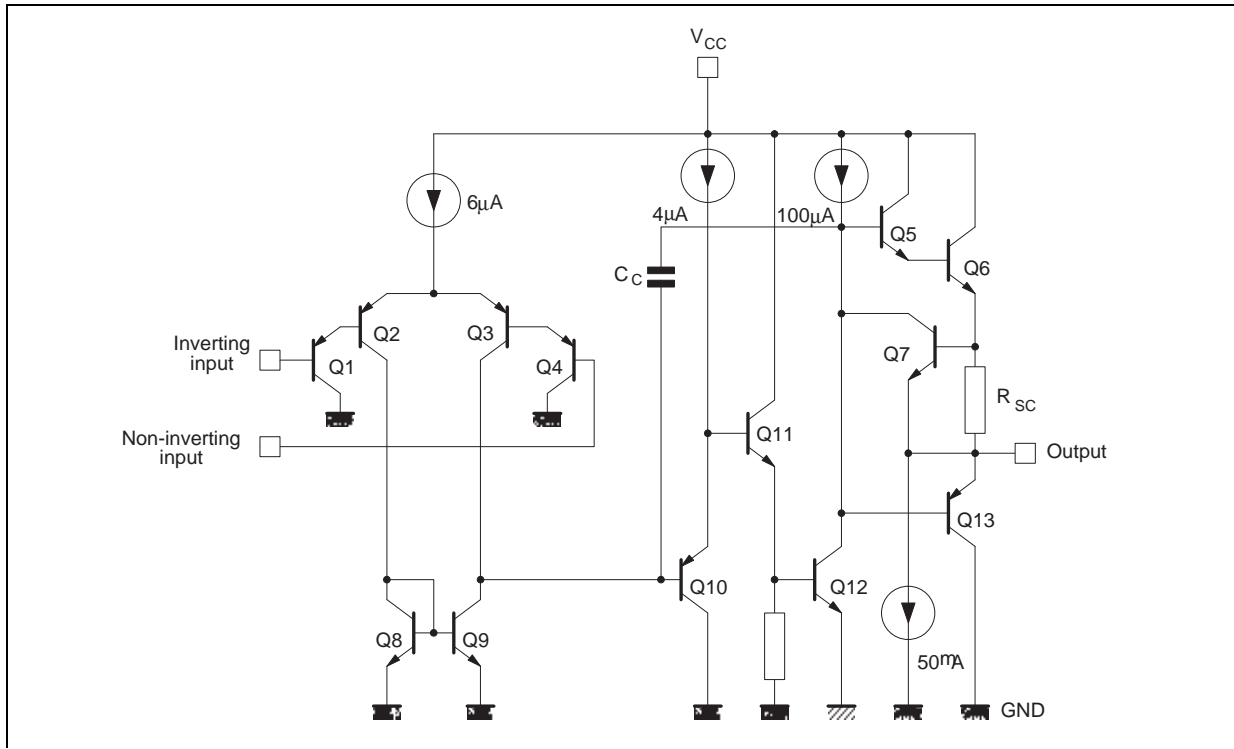 VCC
6μA
4μA
100μA
Q5
Q6
CC
Q2
Q3
Inverting
input
Q1
Q4
Q7
RSC
Non-inverting
input
Q11
Output
Q13
Q10
Q12
Q8
Q9
50mA
GND